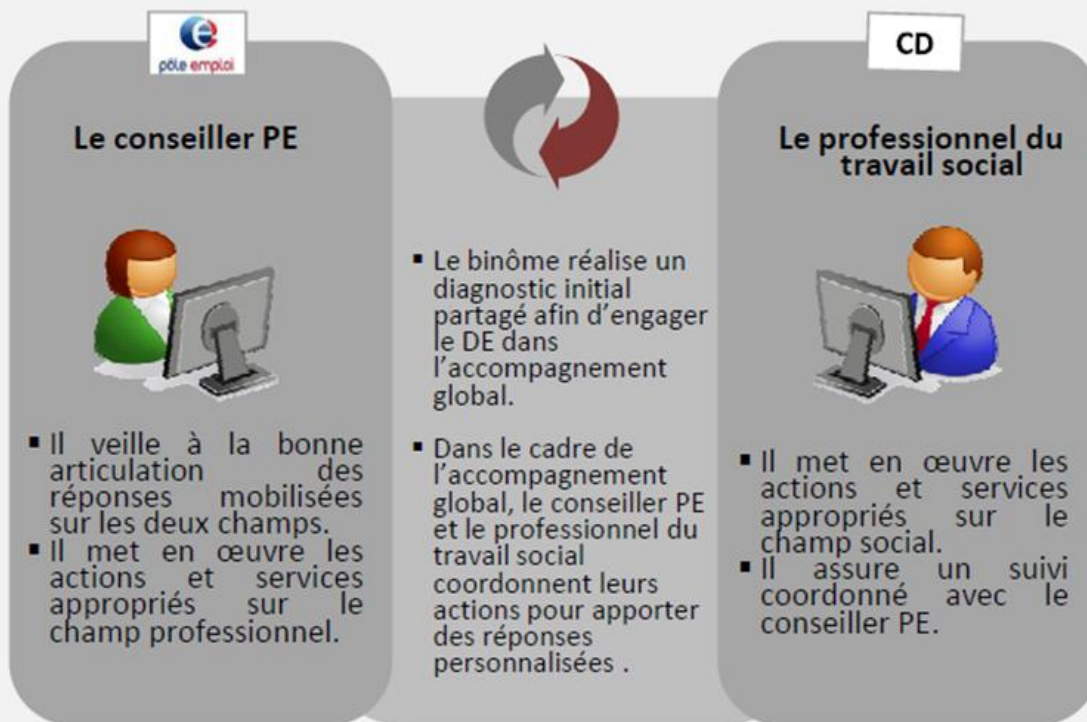 pôle emploi
Le conseiller PE
▪ Il veille à la bonne
articulation des
réponses mobilisées
sur les deux champs.
▪ Il met en œuvre les
actions et services
appropriés sur le
champ professionnel.
▪ Le binôme réalise un
diagnostic initial
partagé afin d'engager
le DE dans
l'accompagnement
global.
▪ Dans le cadre de
l'accompagnement
global, le conseiller PE
et le professionnel du
travail social
coordonnent leurs
actions pour apporter
des réponses
personnalisées .
CD
Le professionnel du
travail social
▪ Il met en œuvre les
actions et services
appropriés sur le
champ social.
▪ Il assure un suivi
coordonné avec le
conseiller PE.